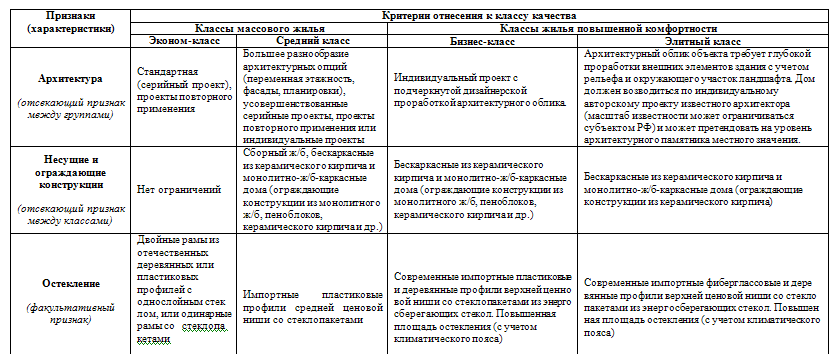 Признаки
(характеристики)
Критерии отнесения к классу качества
Классы массового жилья
Классы жилья повышенной комфортности
Эконом-класс
Средний класс
Бизнес-класс
Элитный класс
Архитектура
(отсекающий признак
между группами)
Стандартная
(серийный проект),
проекты повторного
применения
Большее разнообразие
архитектурных опций
(переменная этажность,
фасады, планировки),
усовершенствованные
серийные проекты, проекты
повторного применения или
индивидуальные проекты
Индивидуальный проект с
подчеркнутой дизайнерской
проработкой архитектурного облика.
Архитектурный облик объекта требует глубокой
проработки внешних элементов здания с учетом
рельефа и окружающего участок ландшафта. Дом
должен возводиться по индивидуальному
авторскому проекту известного архитектора
(масштаб известности может ограничиваться
субъектом РФ) и может претендовать на уровень
архитектурного памятника местного значения.
Несущие и
ограждающие
конструкции
(отсекающий признак
между классами)
Нет ограничений
Сборный ж/б, бескаркасные
из керамического кирпича и
монолитно-ж/б-каркасные
дома (ограждающие
конструкции из монолитного
ж/б, пеноблоков,
керамического кирпича и др.)
Бескаркасные из керамического
кирпича и монолитно-ж/б-каркасные
дома (ограждающие конструкции из
монолитного ж/б, пеноблоков,
керамического кирпича и др.)
Бескаркасные из керамического кирпича и
монолитно-ж/б-каркасные дома (ограждающие
конструкции из керамического кирпича)
Остекление
(факультативный
признак)
Двойные рамы из
отечественных
деревянных или
пластиковых
профилей с
однослойным стек
лом, или одинарные
рамы со стеклопа
кетами
Импортные пластиковые
профили средней ценовой
ниши со стеклопакетами
Современные импортные пластиковые
и деревянные профили верхней ценно
вой ниши со стеклопакетами из энерго
сберегающих стекол. Повышенная
площадь остекления (с учетом
климатического пояса)
Современные импортные фибергласовые и дере
вянные профили верхней ценовой ниши со стекло
пакетами из энергосберегающих стекол. Повышен
ная площадь остекления (с учетом климатического
пояса)